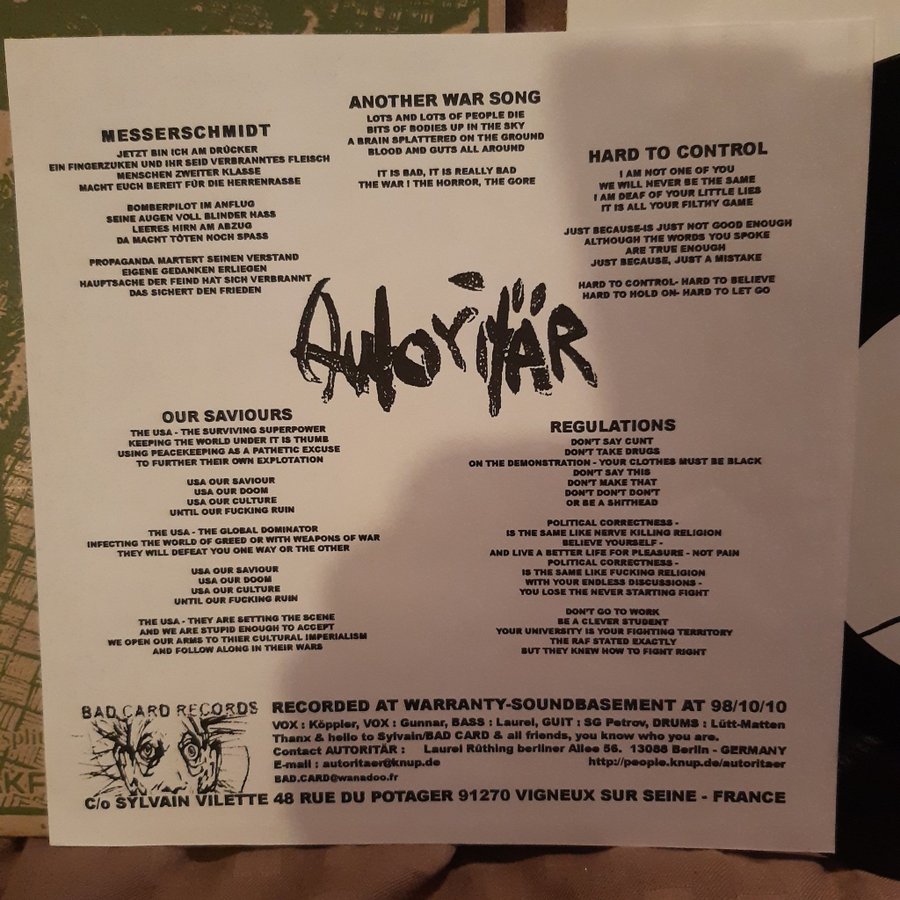 MESSERSCHMIDT
JETZT BIN ICH AM DRÜCKER
EIN FINGERZUKEN UND IHR SEID VERBRANNTES FLEISCH
MENSCHEN ZWEITER KLASSE
MACHT EUCH BEREIT FÜR DIE HERRENRASSE
BOMBERPILOT IM ANFLUG
SEINE AUGEN VOLL BLINDER HASS
LEERES HIRN AM ABZUG
DA MACHT TÖTEN NOCH SPASS
PROPAGANDA MARTERT SEINEN VERSTAND
EIGENE GEDANKEN ERLIEGEN
HAUPTSACHE DER FEIND HAT SICH VERBRANNT
DAS SICHERT DEN FRIEDEN
ANOTHER WAR SONG
LOTS AND LOTS OF PEOPLE DIE
BITS OF BODIES UP IN THE SKY
A BRAIN SPLATTERED ON THE GROUND
BLOOD AND GUTS ALL AROUND
IT IS BAD, IT IS REALLY BAD
THE WAR ! THE HORROR, THE GORE
HARD TO CONTROL
I AM NOT ONE OF YOU
WE WILL NEVER BE THE SAME
I AM DEAF OF YOUR LITTLE LIES
IT IS ALL YOUR FILTHY GAME
JUST BECAUSE-IS JUST NOT GOOD ENOUGH
ALTHOUGH THE WORDS YOU SPOKE
ARE TRUE ENOUGH
JUST BECAUSE, JUST A MISTAKE
HARD TO CONTROL- HARD TO BELIEVE
HARD TO HOLD ON- HARD TO LET GO
AUTORITÄR
OUR SAVIOURS
THE USA - THE SURVIVING SUPERPOWER
KEEPING THE WORLD UNDER IT IS THUMB
USING PEACEKEEPING AS A PATHETIC EXCUSE
TO FURTHER THEIR OWN EXPLOTATION
USA OUR SAVIOUR
USA OUR DOOM
USA OUR CULTURE
UNTIL OUR FUCKING RUIN
THE USA - THE GLOBAL DOMINATOR
INFECTING THE WORLD OF GREED OR WITH WEAPONS OF WAR
THEY WILL DEFEAT YOU ONE WAY OR THE OTHER
USA OUR SAVIOUR
USA OUR DOOM
USA OUR CULTURE
UNTIL OUR FUCKING RUIN
THE USA - THEY ARE SETTING THE SCENE
AND WE ARE STUPID ENOUGH TO ACCEPT
WE OPEN OUR ARMS TO THIER CULTURAL IMPERIALISM
AND FOLLOW ALONG IN THEIR WARS
REGULATIONS
DON'T SAY CUNT
DON'T TAKE DRUGS
ON THE DEMONSTRATION - YOUR CLOTHES MUST BE BLACK
DON'T SAY THIS
DON'T MAKE THAT
DON'T DON'T DON'T
OR BE A SHITHEAD
POLITICAL CORRECTNESS -
IS THE SAME LIKE NERVE KILLING RELIGION
BELIEVE YOURSELF -
AND LIVE A BETTER LIFE FOR PLEASURE - NOT PAIN
POLITICAL CORRECTNESS -
IS THE SAME LIKE FUCKING RELIGION
WITH YOUR ENDLESS DISCUSSIONS -
YOU LOSE THE NEVER STARTING FIGHT
DON'T GO TO WORK
BE A CLEVER STUDENT
YOUR UNIVERSITY IS YOUR FIGHTING TERRITORY
THE RAF STATED EXACTLY
BUT THEY KNEW HOW TO FIGHT RIGHT
BAD CARD RECORDS
RECORDED AT WARRANTY-SOUNDBASEMENT AT 98/10/10
VOX : Köppler, VOX : Gunnar, BASS : Laurel, GUIT : SG Petrov, DRUMS : Lütt-Matten
Thanx & hello to Sylvain/BAD CARD & all friends, you know who you are.
Contact AUTORITÄR : Laurel Rüthing berliner Allee 56. 13088 Berlin - GERMANY
E-mail : autoritaer@knup.de http://people.knup.de/autoritaer
BAD.CARD@wanadoo.fr
C/o SYLVAIN VILETTE 48 RUE DU POTAGER 91270 VIGNEUX SUR SEINE - FRANCE